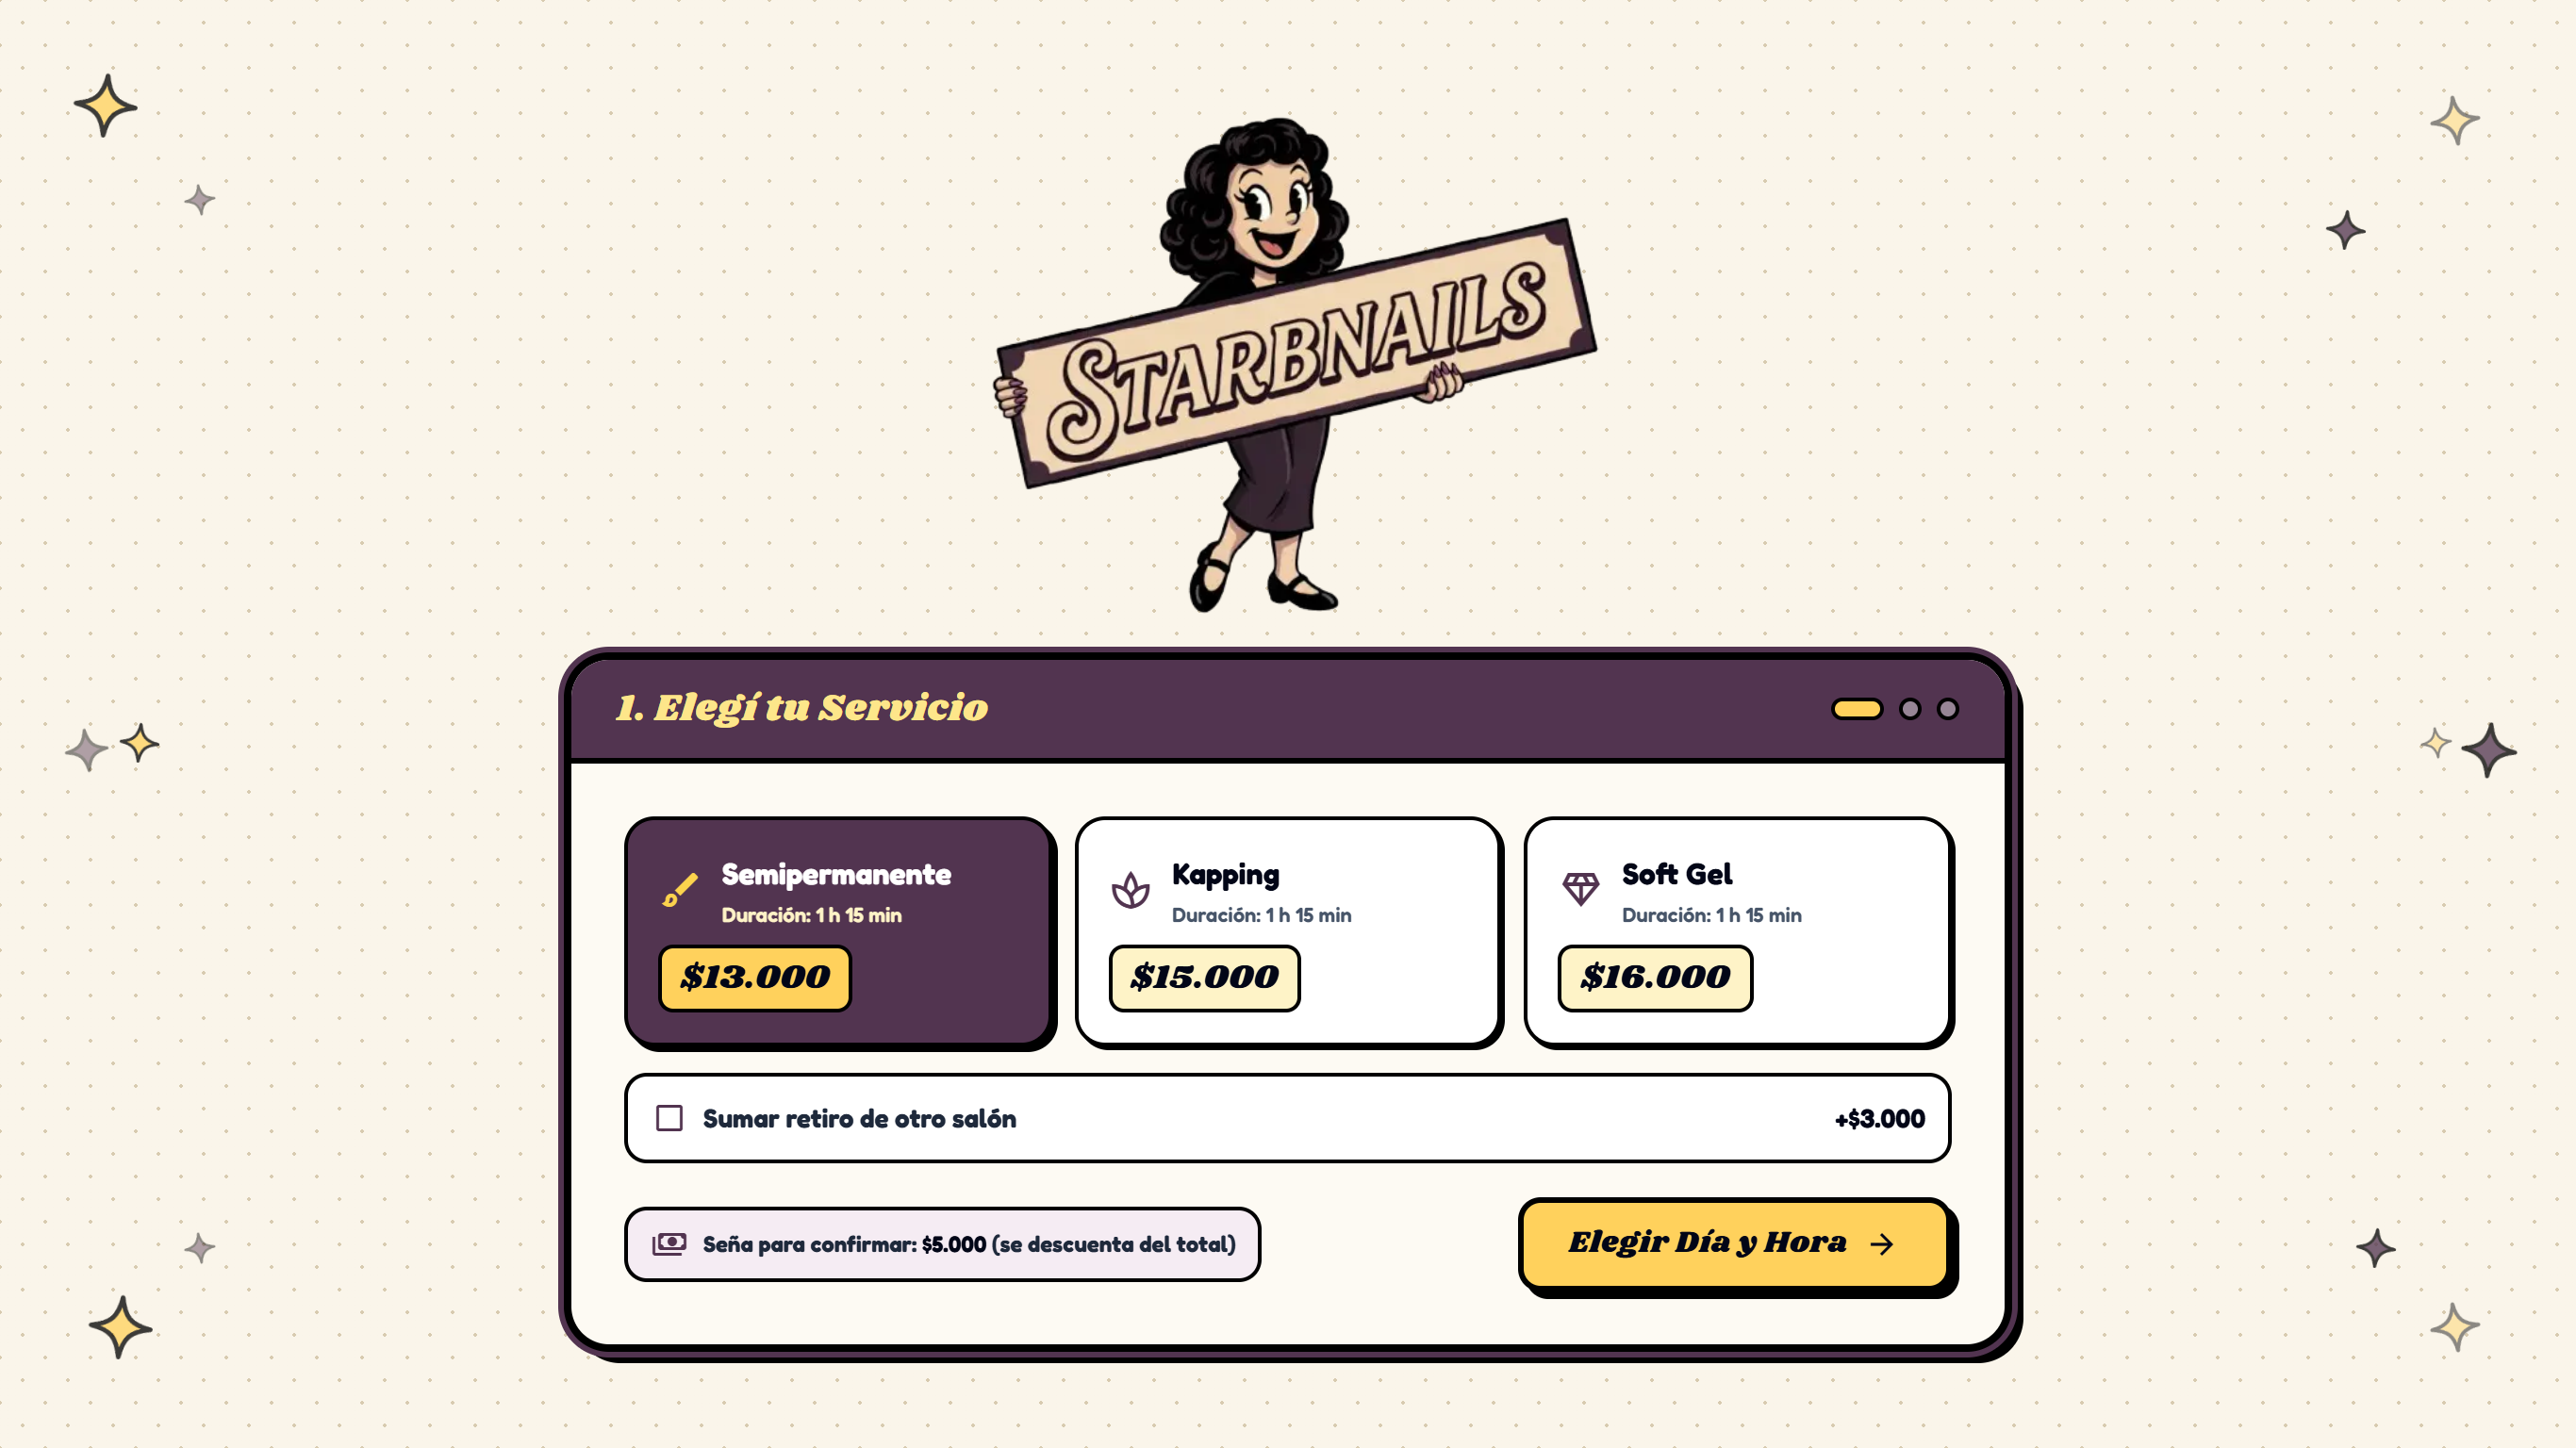 STARBNAILS
1. Elegí tu Servicio
Semipermanente
Duración: 1 h 15 min
$13.000
Kapping
Duración: 1 h 15 min
$15.000
Soft Gel
Duración: 1 h 15 min
$16.000
Sumar retiro de otro salón
+$3.000
Seña para confirmar: $5.000 (se descuenta del total)
Elegir Día y Hora →